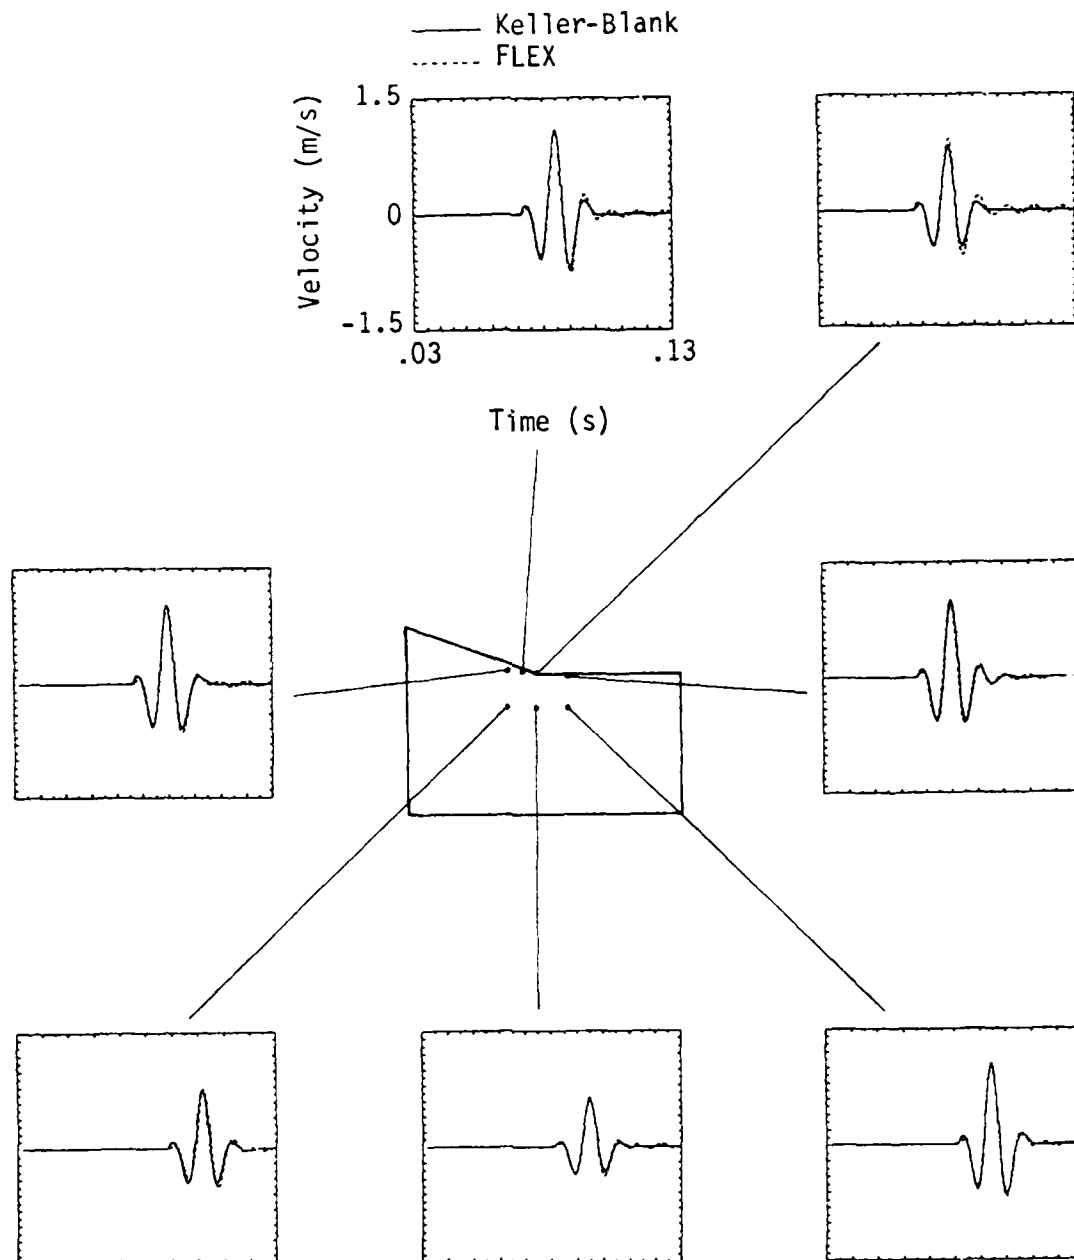 Keller-Blank
FLEX
Velocity (m/s)
1.5
0
-1.5
.03
.13
Time (s)